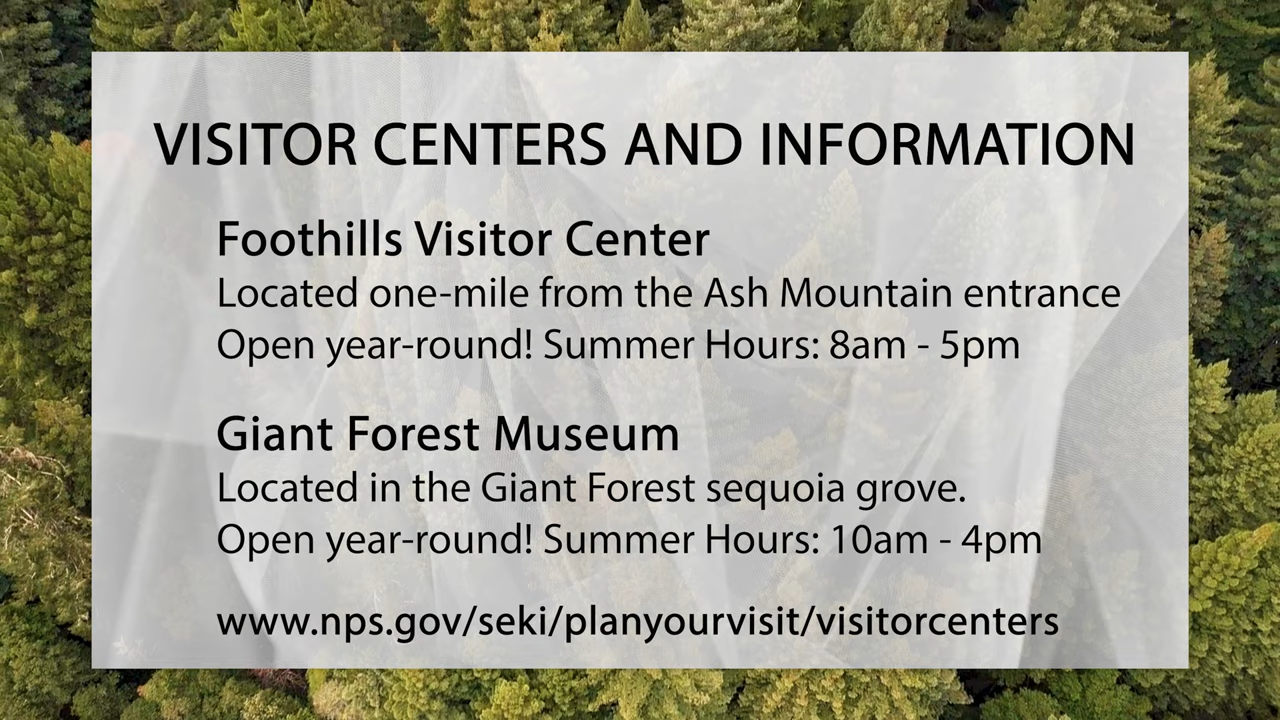 VISITOR CENTERS AND INFORMATION
Foothills Visitor Center
Located one-mile from the Ash Mountain entrance
Open year-round! Summer Hours: 8am - 5pm
Giant Forest Museum
Located in the Giant Forest sequoia grove.
Open year-round! Summer Hours: 10am - 4pm
www.nps.gov/seki/planyourvisit/visitorcenters